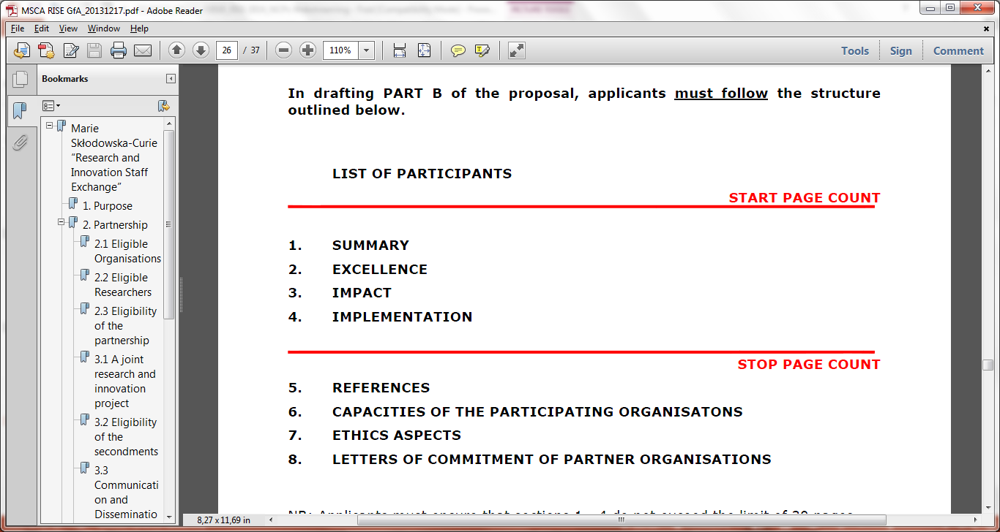 MSCA RISE GfA_20131217.pdf - Adobe Reader
File Edit View Window Help
26 / 37 110% Tools Sign Comment
Bookmarks
Marie
Skłodowska-Curie
"Research and
Innovation Staff
Exchange"
1. Purpose
2. Partnership
2.1 Eligible
Organisations
2.2 Eligible
Researchers
2.3 Eligibility
of the
partnership
3.1 A joint
research and
innovation
project
3.2 Eligibility
of the
secondments
3.3
Communicati
on and
Disseminatio
In drafting PART B of the proposal, applicants must follow the structure
outlined below.
LIST OF PARTICIPANTS
START PAGE COUNT
1. SUMMARY
2. EXCELLENCE
3. IMPACT
4. IMPLEMENTATION
STOP PAGE COUNT
5. REFERENCES
6. CAPACITIES OF THE PARTICIPATING ORGANISATONS
7. ETHICS ASPECTS
8. LETTERS OF COMMITMENT OF PARTNER ORGANISATIONS
NB: Applicants must ensure that sections 1 – 4 do not exceed the limit of 30 pages
8,27 x 11,69 in